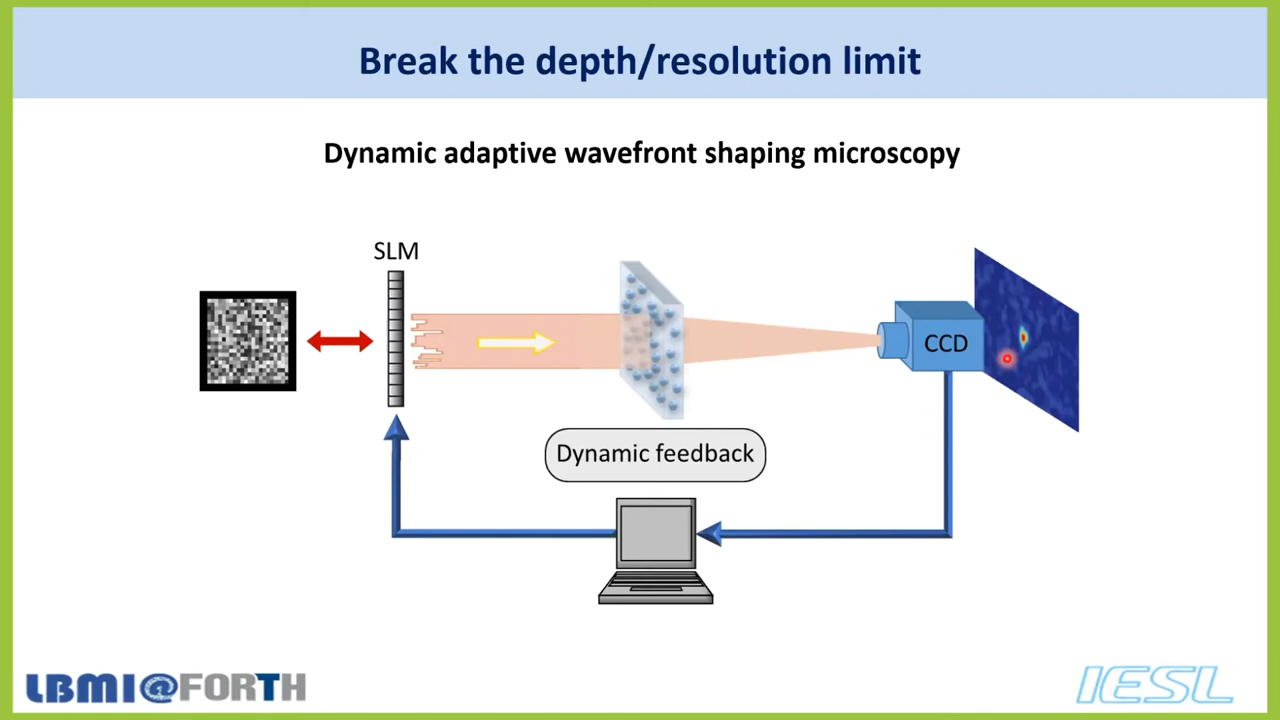 Break the depth/resolution limit
Dynamic adaptive wavefront shaping microscopy
SLM
CCD
Dynamic feedback
LBMI@FORTH
IESL